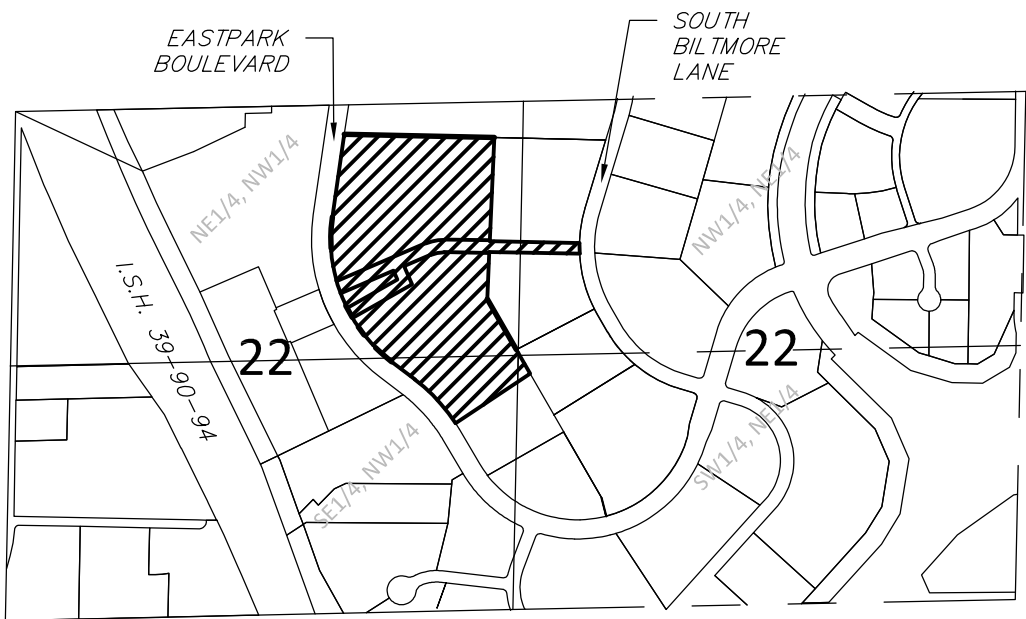 EASTPARK
BOULEVARD
SOUTH
BILTMORE
LANE
NE1/4, NW1/4
NW1/4, NE1/4
I.S.H. 39-90-94
22
22
SE1/4, NW1/4
SW1/4, NE1/4